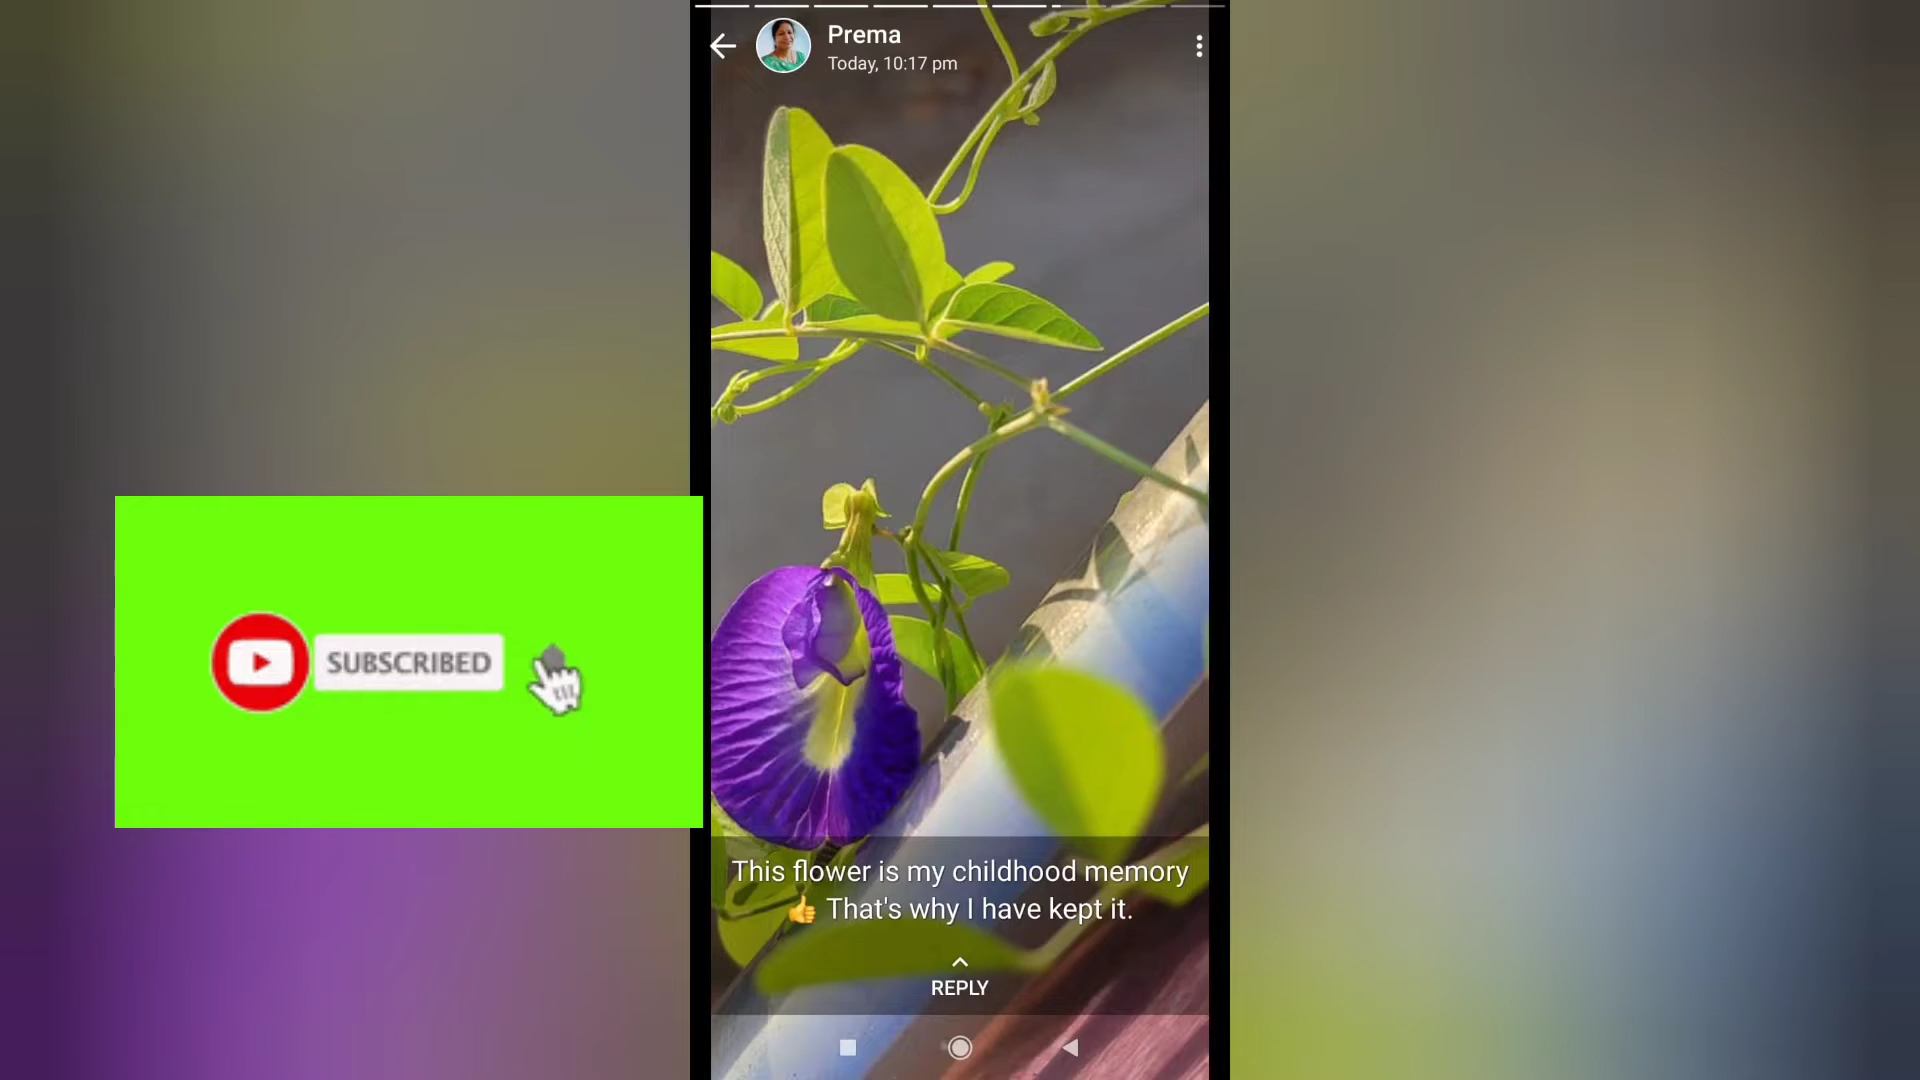 Prema
Today, 10:17 pm
SUBSCRIBED
This flower is my childhood memory
👍 That's why I have kept it.
REPLY